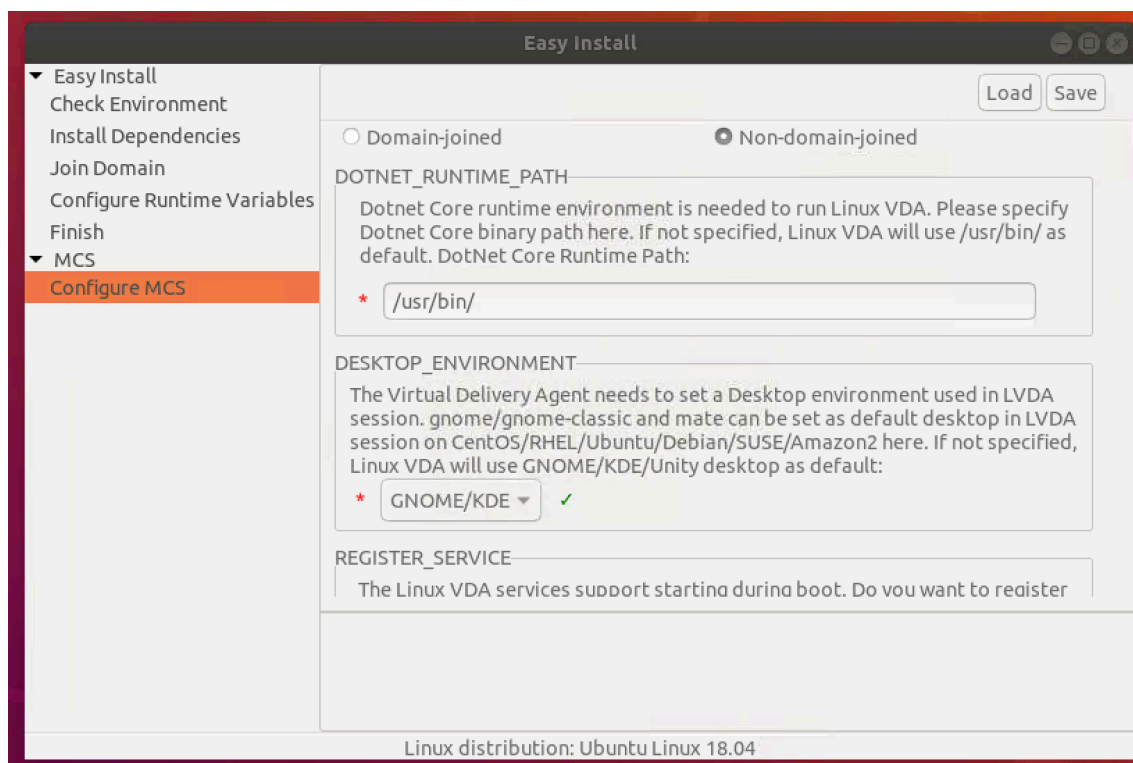 Easy Install
Easy Install
Check Environment
Install Dependencies
Join Domain
Configure Runtime Variables
Finish
MCS
Configure MCS
Load Save
Domain-joined Non-domain-joined
DOTNET_RUNTIME_PATH
Dotnet Core runtime environment is needed to run Linux VDA. Please specify
Dotnet Core binary path here. If not specified, Linux VDA will use /usr/bin/ as
default. DotNet Core Runtime Path:
* /usr/bin/
DESKTOP_ENVIRONMENT
The Virtual Delivery Agent needs to set a Desktop environment used in LVDA
session. gnome/gnome-classic and mate can be set as default desktop in LVDA
session on CentOS/RHEL/Ubuntu/Debian/SUSE/Amazon2 here. If not specified,
Linux VDA will use GNOME/KDE/Unity desktop as default:
* GNOME/KDE ✓
REGISTER_SERVICE
The Linux VDA services support starting during boot. Do you want to register
Linux distribution: Ubuntu Linux 18.04